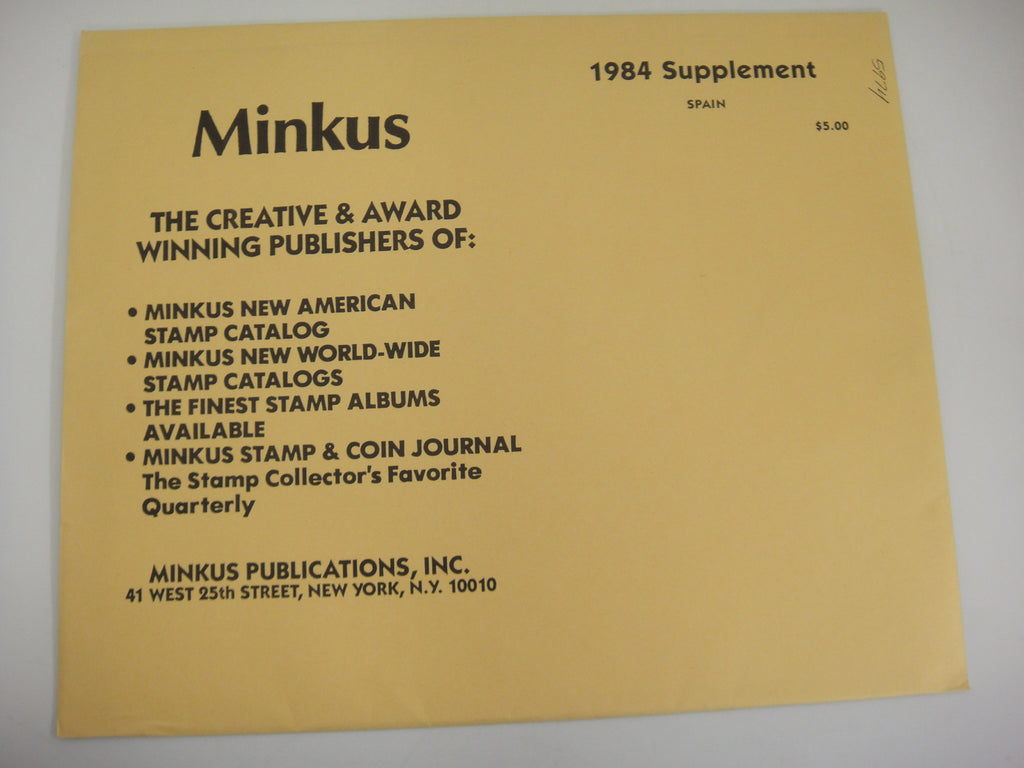 1984 Supplement
SPAIN
$5.00
Minkus
THE CREATIVE & AWARD
WINNING PUBLISHERS OF:
• MINKUS NEW AMERICAN
STAMP CATALOG
• MINKUS NEW WORLD-WIDE
STAMP CATALOGS
• THE FINEST STAMP ALBUMS
AVAILABLE
• MINKUS STAMP & COIN JOURNAL
The Stamp Collector's Favorite
Quarterly
MINKUS PUBLICATIONS, INC.
41 WEST 25th STREET, NEW YORK, N.Y. 10010